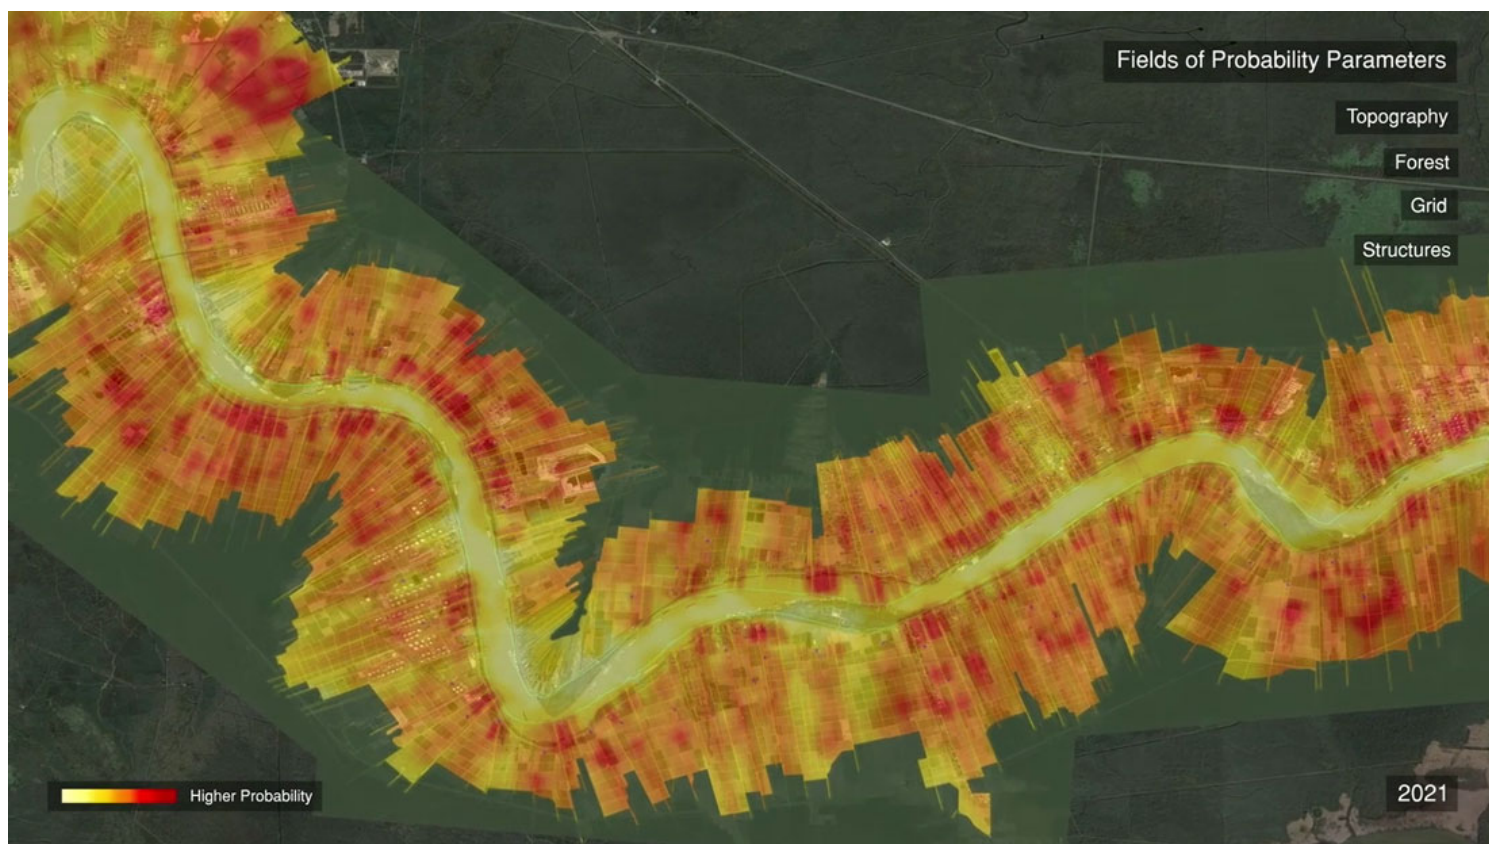 Fields of Probability Parameters
Topography
Forest
Grid
Structures
Higher Probability
2021